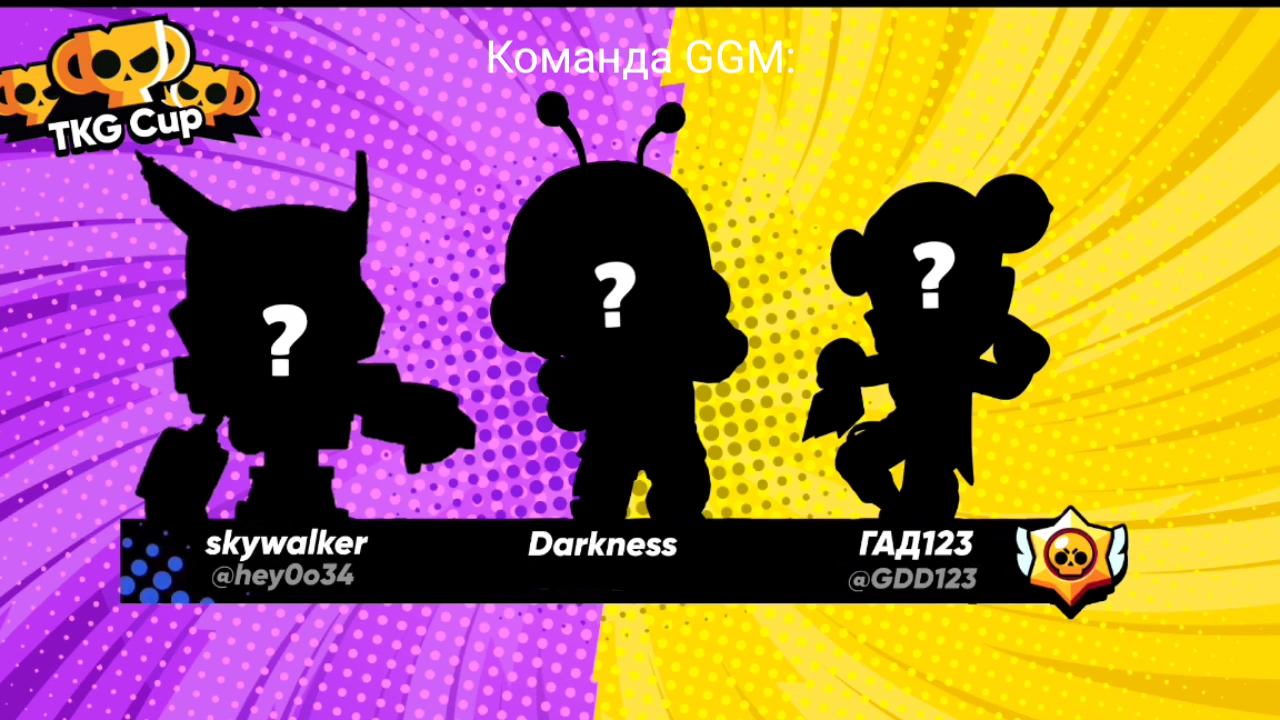 Команда GGM:
TKG Cup
?
?
?
skywalker
@hey0o34
Darkness
ГАД123
@GDD123